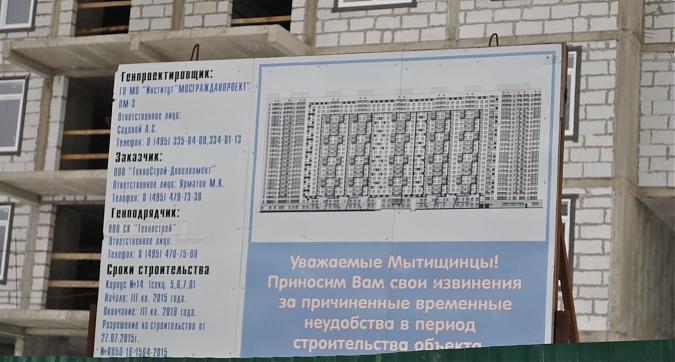 Генпроектировщик:
ГП МО "Институт"МОСГРАЖДАНПРОЕКТ"
ПМ-3
Ответственное лицо:
Садовой А.С.
Телефон: 8 (495) 335-64-00,334-81-13
Заказчик:
ООО "ТехноСтрой-Девелопмент"
Ответственное лицо: Ярматов М.К.
Телефон: 8 (495) 470-73-38
Генподрядчик:
ООО СК "Технострой"
Ответственное лицо:
Телефон: 8 (495) 470-75-90
Сроки строительства
Корпус №14 (секц. 5,6,7,8)
Начало: III кв. 2015 года.
Окончание: III кв. 2018 года.
Разрешение на строительство от
27.07.2015г.
Уважаемые Мытищинцы!
Приносим Вам свои извинения
за причиненные временные
неудобства в период
строительства объекта.